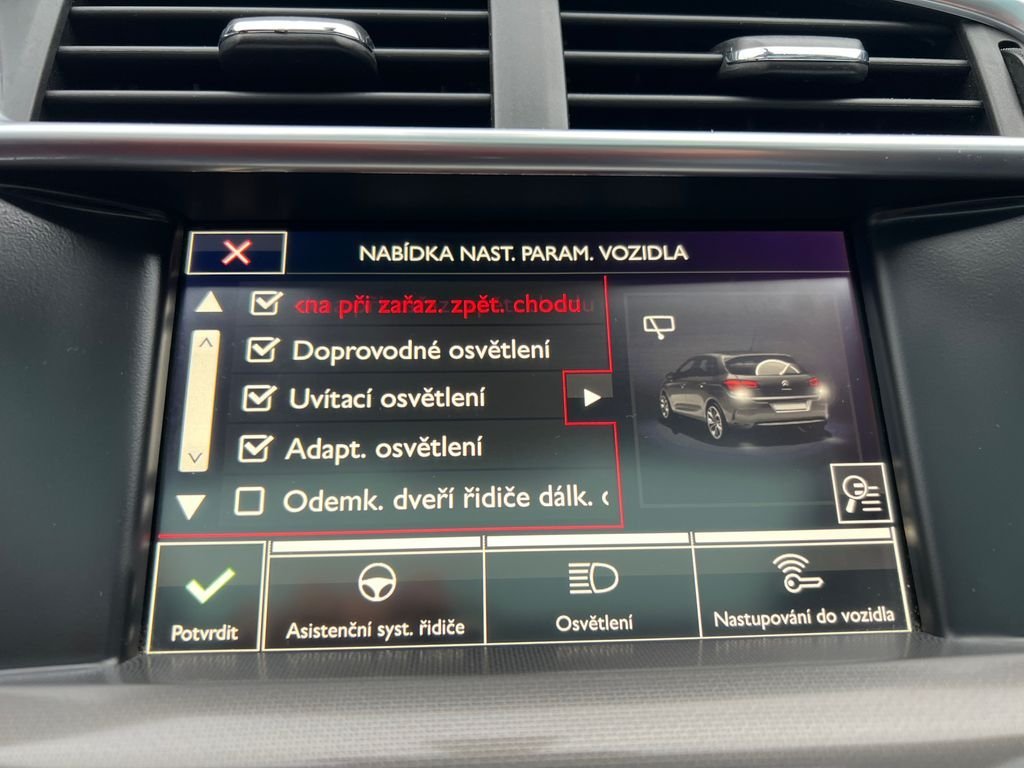 NABÍDKA NAST. PARAM. VOZIDLA
na při zařaz. zpět. chodu
Doprovodné osvětlení
Uvítací osvětlení
Adapt. osvětlení
Odemk. dveří řidiče dálk.
Potvrdit
Asistenční syst. řidiče
Osvětlení
Nastupování do vozidla